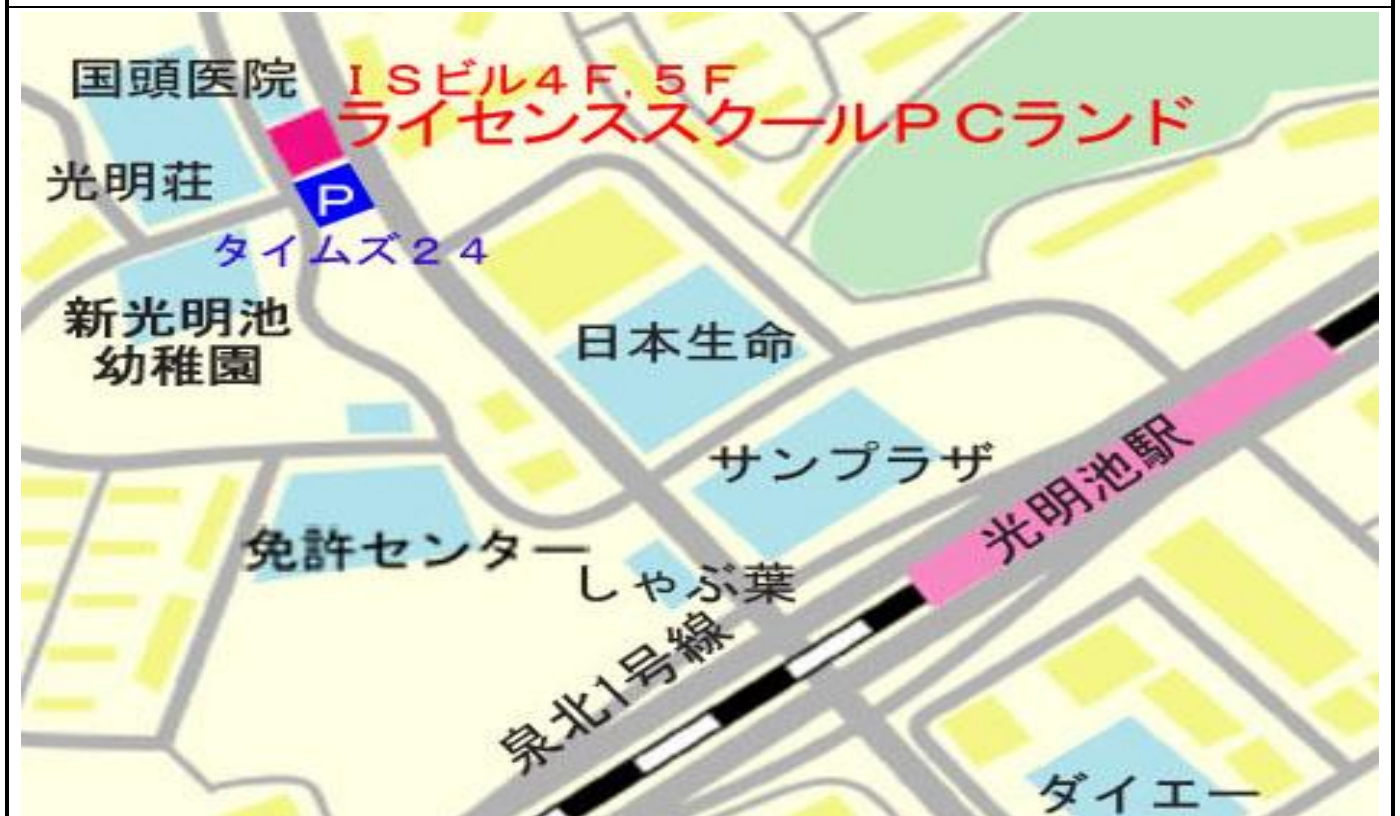 国頭医院
ISビル4F,5F
ライセンススクールPCランド
光明荘
P
タイムズ24
新光明池
幼稚園
日本生命
サンプラザ
光明池駅
免許センター
しゃぶ葉
泉北1号線
ダイエー